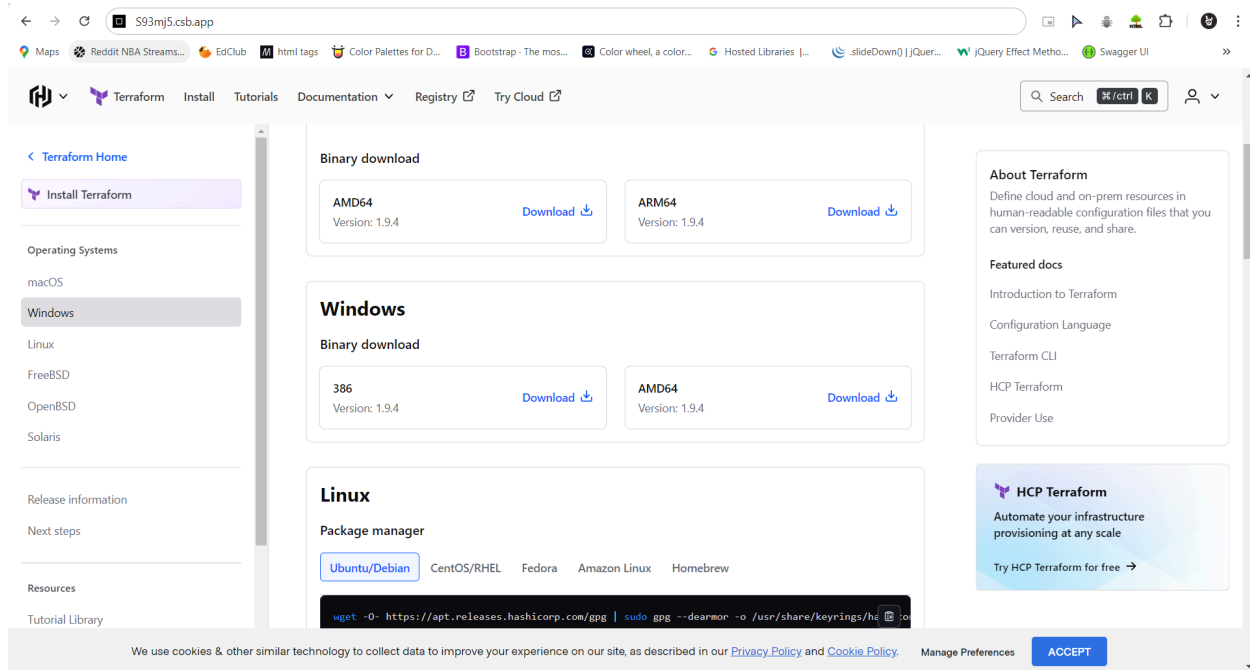 S93mj5.csb.app
Maps
Reddit NBA Streams...
EdClub
html tags
Color Palettes for D...
Bootstrap · The mos...
Color wheel, a color...
Hosted Libraries |...
.slideDown() | jQuer...
jQuery Effect Metho...
Swagger UI
»
Terraform
Install
Tutorials
Documentation
Registry
Try Cloud
Search
⌘/ctrl K
Terraform Home
Install Terraform
Operating Systems
macOS
Windows
Linux
FreeBSD
OpenBSD
Solaris
Release information
Next steps
Resources
Tutorial Library
Binary download
AMD64
Version: 1.9.4
Download
ARM64
Version: 1.9.4
Download
Windows
Binary download
386
Version: 1.9.4
Download
AMD64
Version: 1.9.4
Download
Linux
Package manager
Ubuntu/Debian
CentOS/RHEL
Fedora
Amazon Linux
Homebrew
wget -O- https://apt.releases.hashicorp.com/gpg | sudo gpg --dearmor -o /usr/share/keyrings/ha
About Terraform
Define cloud and on-prem resources in
human-readable configuration files that you
can version, reuse, and share.
Featured docs
Introduction to Terraform
Configuration Language
Terraform CLI
HCP Terraform
Provider Use
HCP Terraform
Automate your infrastructure
provisioning at any scale
Try HCP Terraform for free →
We use cookies & other similar technology to collect data to improve your experience on our site, as described in our Privacy Policy and Cookie Policy.
Manage Preferences
ACCEPT